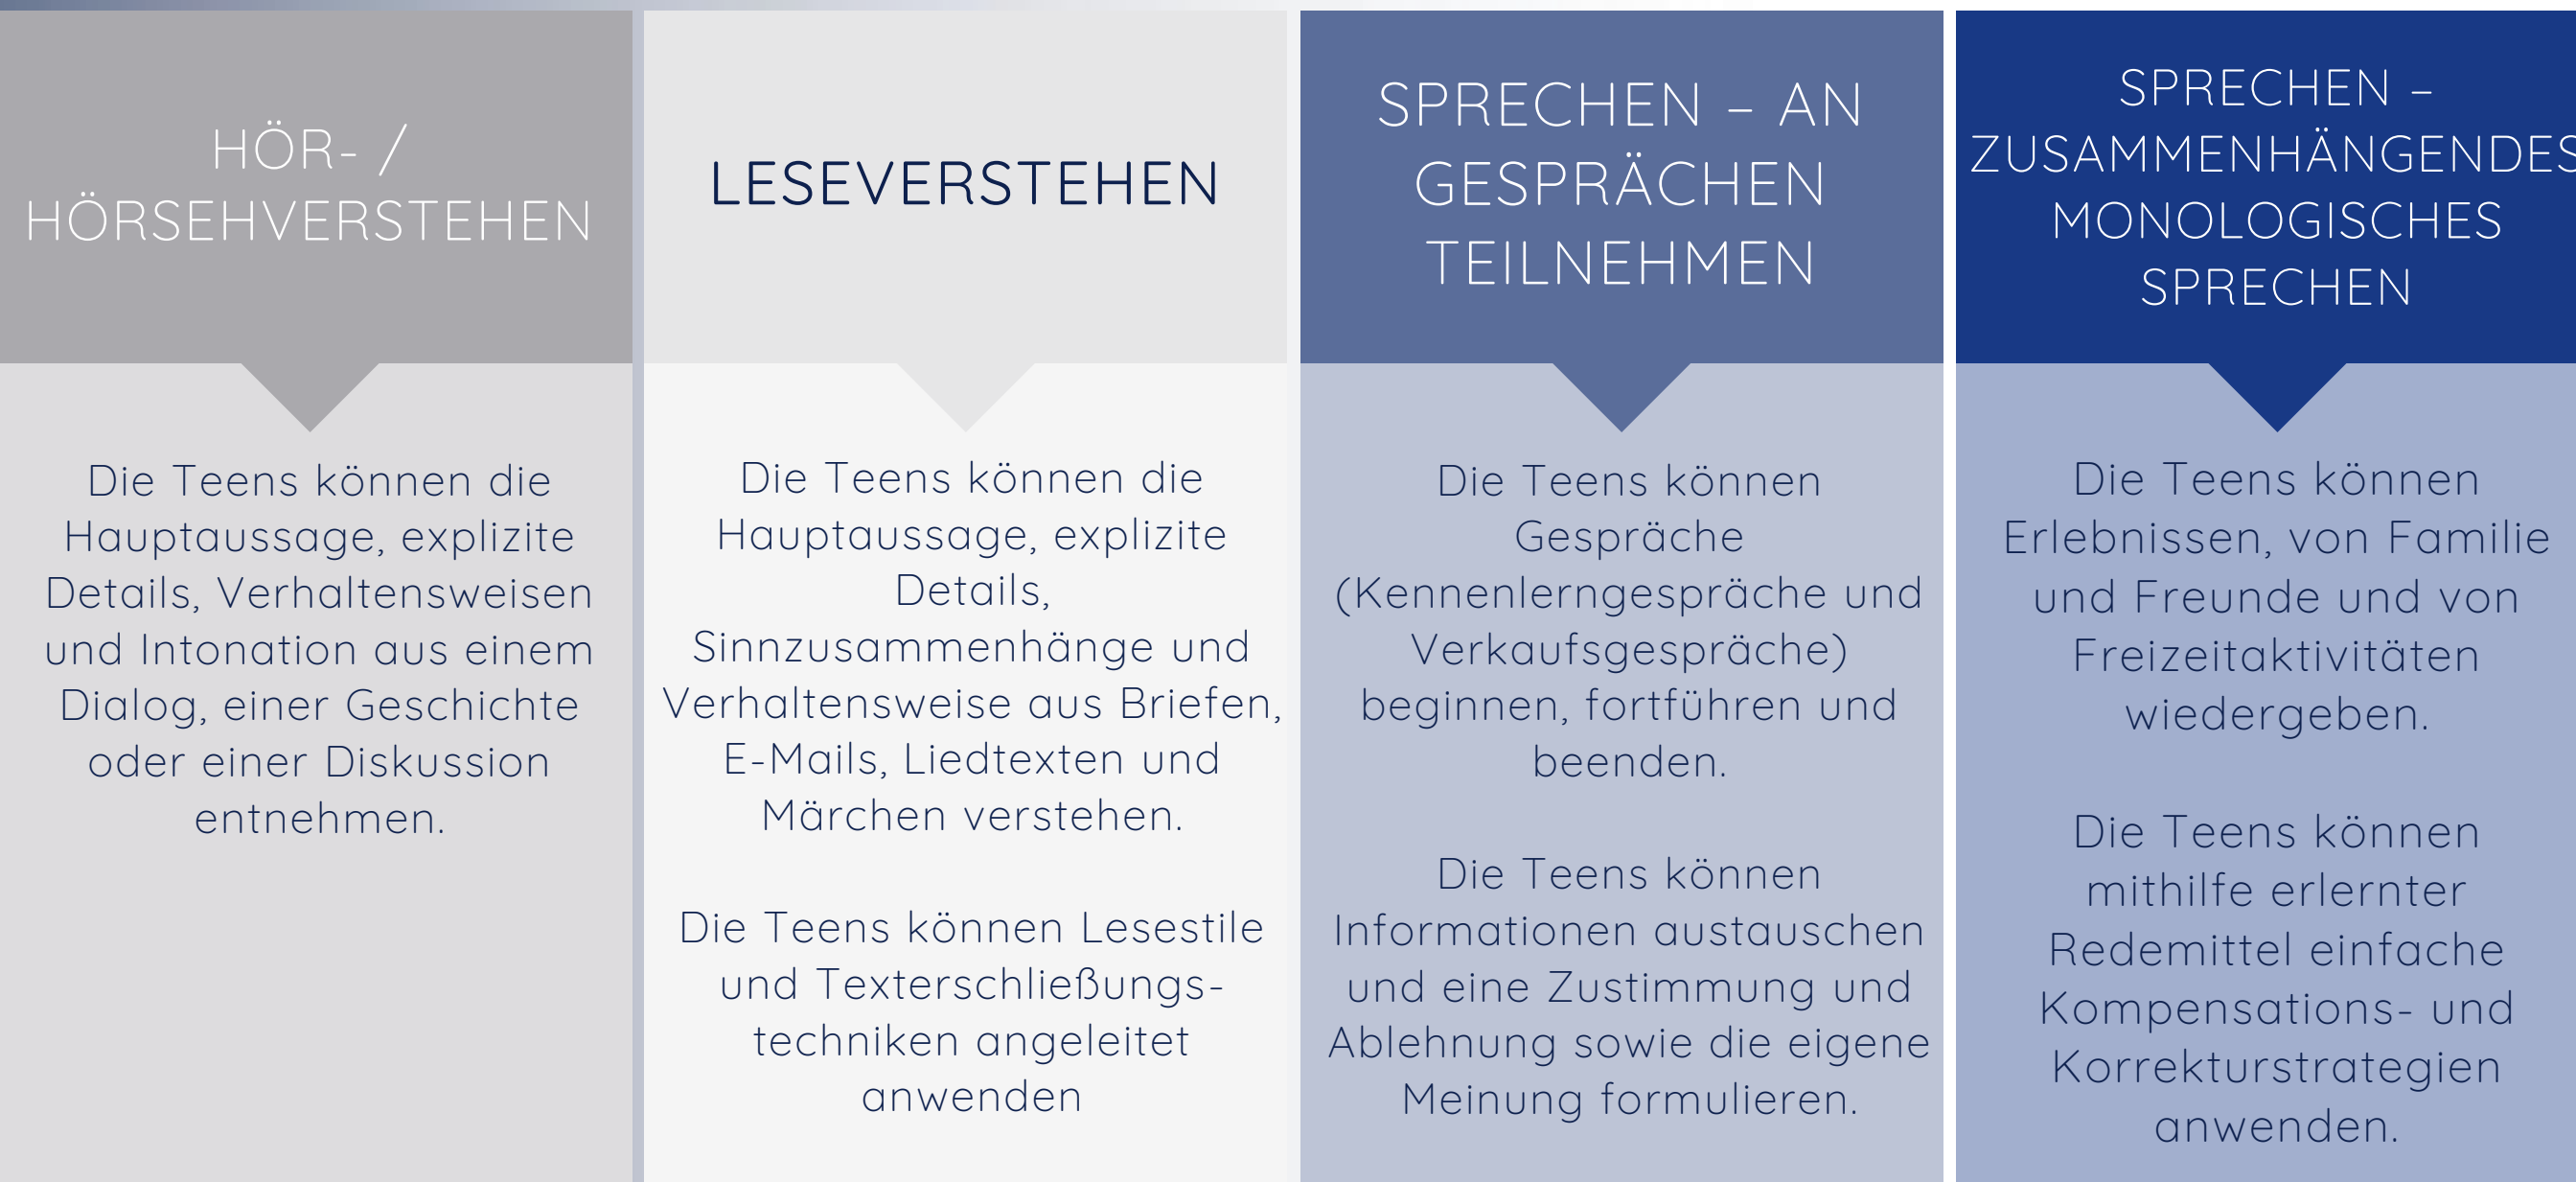 HÖR- /
HÖRSEHVERSTEHEN
Die Teens können die
Hauptaussage, explizite
Details, Verhaltensweisen
und Intonation aus einem
Dialog, einer Geschichte
oder einer Diskussion
entnehmen.
LESEVERSTEHEN
Die Teens können die
Hauptaussage, explizite
Details,
Sinnzusammenhänge und
Verhaltensweise aus Briefen,
E-Mails, Liedtexten und
Märchen verstehen.
Die Teens können Lesestile
und Texterschließungs-
techniken angeleitet
anwenden
SPRECHEN – AN
GESPRÄCHEN
TEILNEHMEN
Die Teens können
Gespräche
(Kennenlerngespräche und
Verkaufsgespräche)
beginnen, fortführen und
beenden.
Die Teens können
Informationen austauschen
und eine Zustimmung und
Ablehnung sowie die eigene
Meinung formulieren.
SPRECHEN –
ZUSAMMENHÄNGENDES
MONOLOGISCHES
SPRECHEN
Die Teens können
Erlebnissen, von Familie
und Freunde und von
Freizeitaktivitäten
wiedergeben.
Die Teens können
mithilfe erlernter
Redemittel einfache
Kompensations- und
Korrekturstrategien
anwenden.